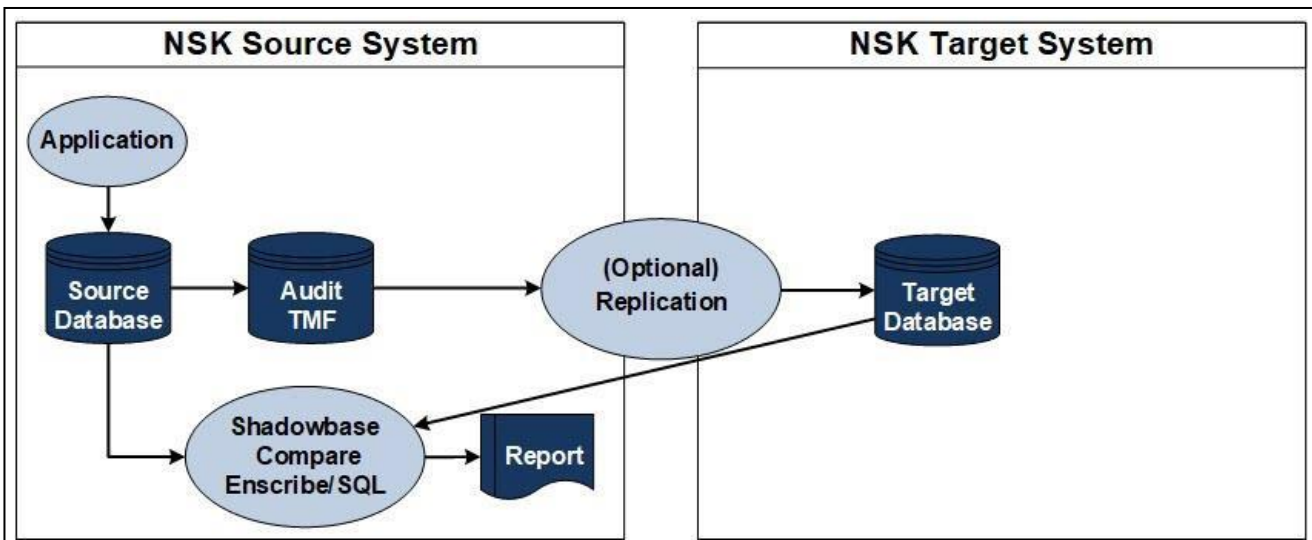 NSK Source System
NSK Target System
Application
Source
Database
Audit
TMF
(Optional)
Replication
Target
Database
Shadowbase
Compare
Enscribe/SQL
Report